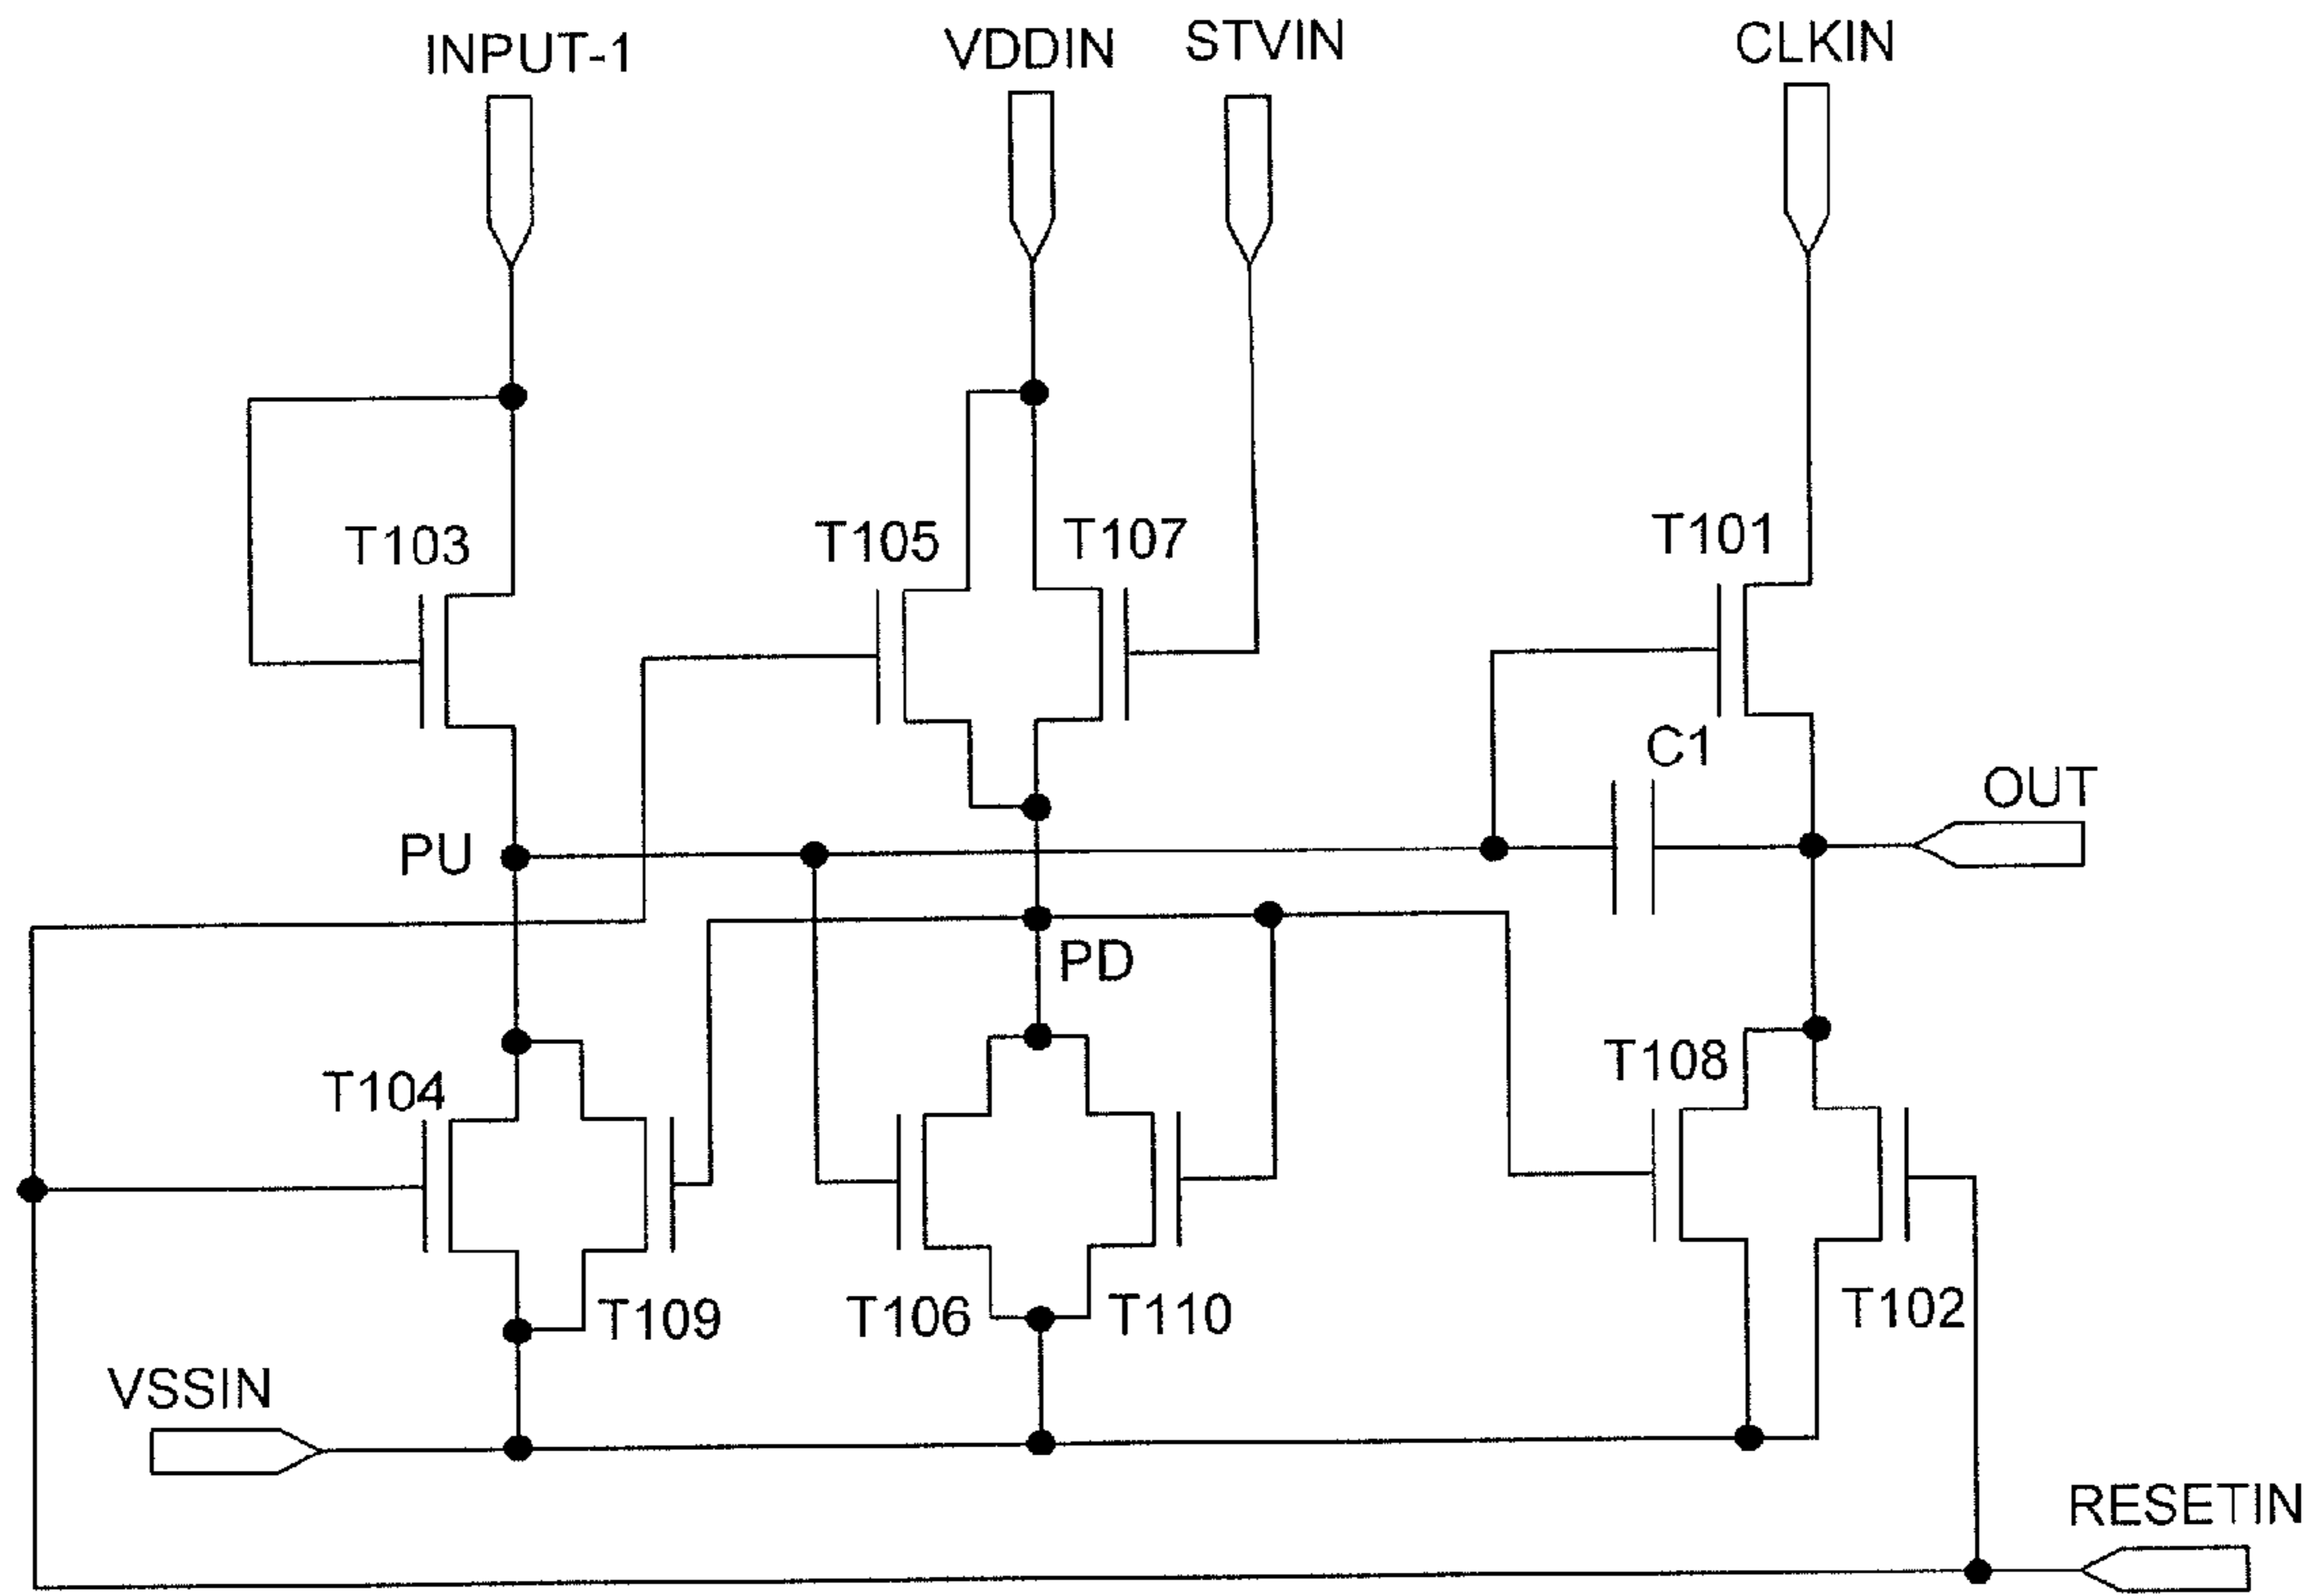 INPUT-1
VDDIN
STVIN
CLKIN
T103
T105
T107
T101
C1
OUT
PU
PD
T104
T108
T109
T106
T110
T102
VSSIN
RESETIN